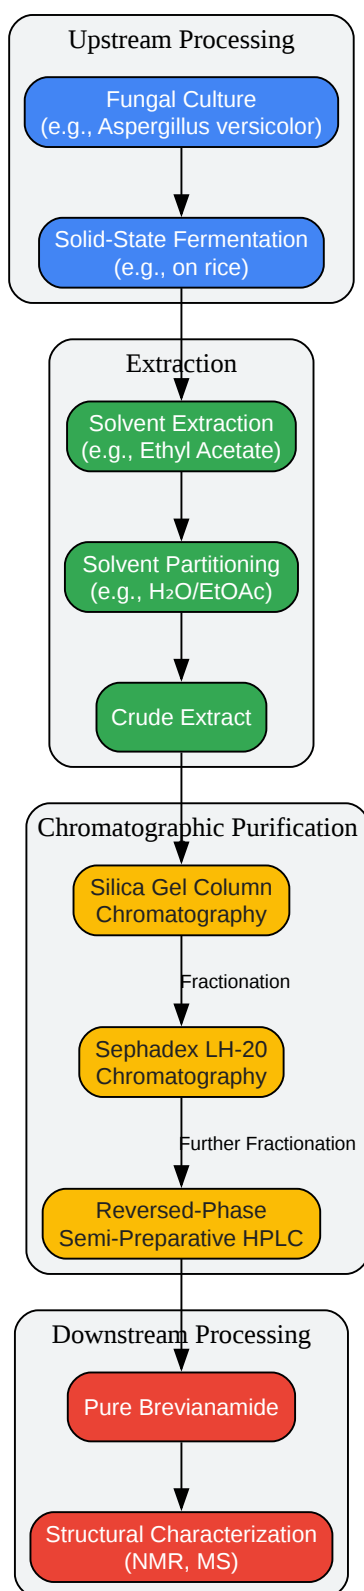 Upstream Processing
Fungal Culture
(e.g., Aspergillus versicolor)
Solid-State Fermentation
(e.g., on rice)
Extraction
Solvent Extraction
(e.g., Ethyl Acetate)
Solvent Partitioning
(e.g., H₂O/EtOAc)
Crude Extract
Chromatographic Purification
Silica Gel Column
Chromatography
Fractionation
Sephadex LH-20
Chromatography
Further Fractionation
Reversed-Phase
Semi-Preparative HPLC
Downstream Processing
Pure Brevianamide
Structural Characterization
(NMR, MS)